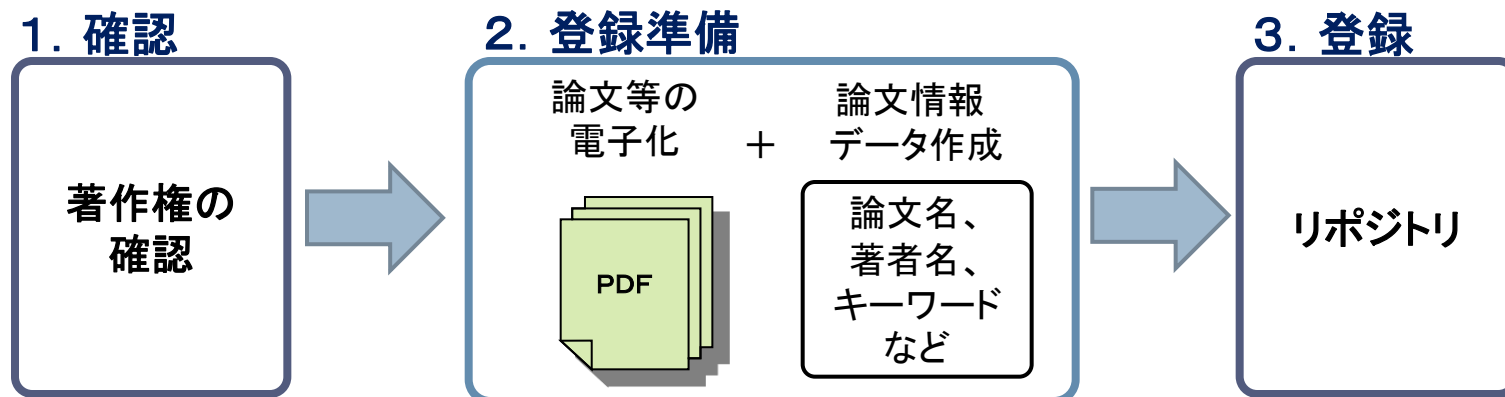 1. 確認
著作権の
確認
2. 登録準備
論文等の
電子化
+
論文情報
データ作成
PDF
論文名、
著者名、
キーワード
など
3. 登録
リポジトリ